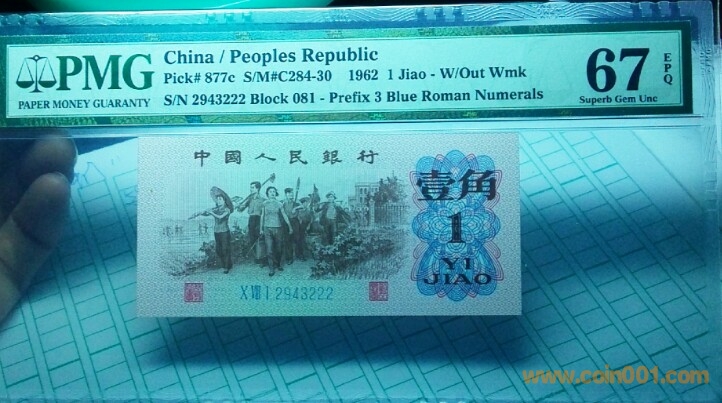 PMG
PAPER MONEY GUARANTY
China / Peoples Republic
Pick# 877c S/M#C284-30 1962 1 Jiao - W/Out Wmk
S/N 2943222 Block 081 - Prefix 3 Blue Roman Numerals
67 EPQ
Superb Gem Unc
中國人民銀行
壹角
1
YI
JIAO
X VIII I 2943222
www.coin001.com